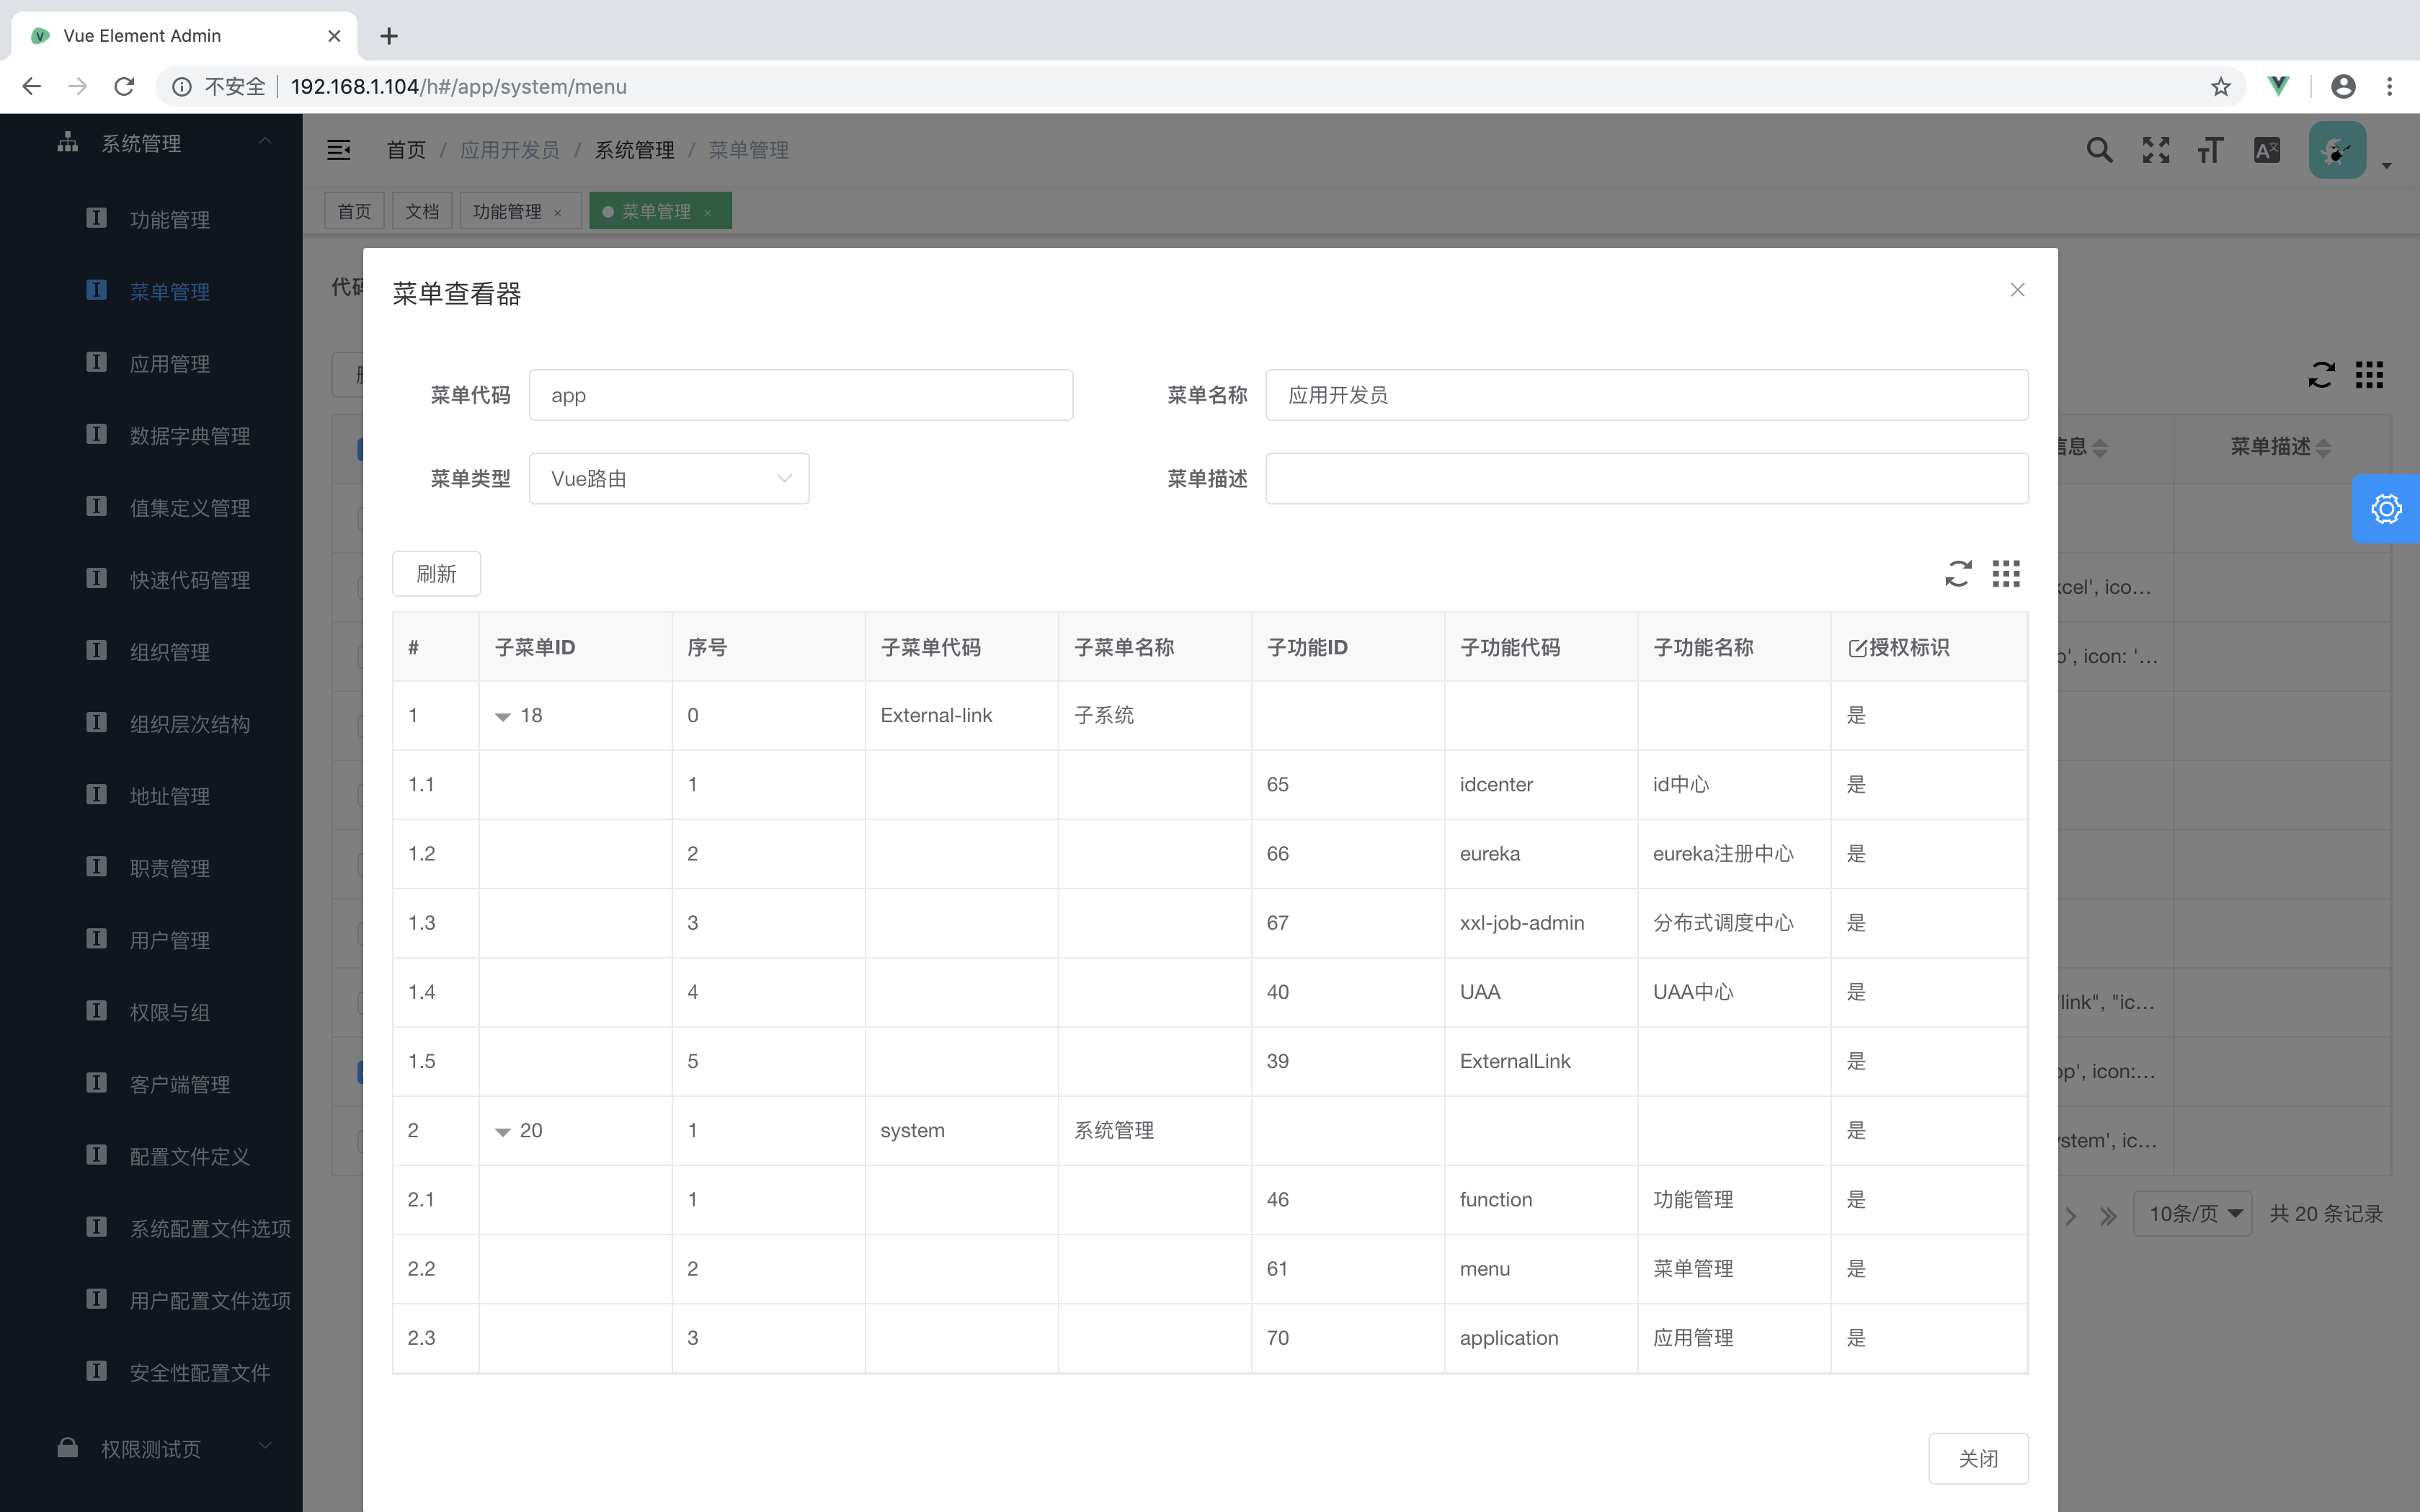 Vue Element Admin
不安全 192.168.1.104/h#/app/system/menu
系统管理
功能管理
菜单管理
应用管理
数据字典管理
值集定义管理
快速代码管理
组织管理
组织层次结构
地址管理
职责管理
用户管理
权限与组
客户端管理
配置文件定义
系统配置文件选项
用户配置文件选项
安全性配置文件
权限测试页
首页 / 应用开发员 / 系统管理 / 菜单管理
首页 文档 功能管理 × 菜单管理 ×
菜单查看器
菜单代码 app 菜单名称 应用开发员
菜单类型 Vue路由 菜单描述
刷新
# 子菜单ID 序号 子菜单代码 子菜单名称 子功能ID 子功能代码 子功能名称 授权标识
1 18 0 External-link 子系统 是
1.1 1 65 idcenter id中心 是
1.2 2 66 eureka eureka注册中心 是
1.3 3 67 xxl-job-admin 分布式调度中心 是
1.4 4 40 UAA UAA中心 是
1.5 5 39 ExternalLink 是
2 20 1 system 系统管理 是
2.1 1 46 function 功能管理 是
2.2 2 61 menu 菜单管理 是
2.3 3 70 application 应用管理 是
关闭
代码
息 菜单描述
cel', ico...
', icon: '...
link", "ic...
p', icon:...
stem', ic...
10条/页 共 20 条记录